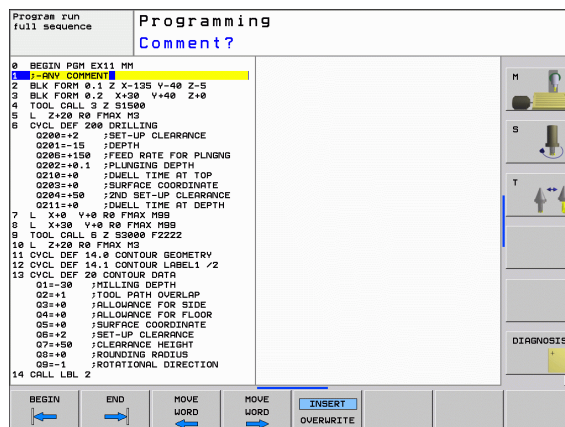 Program run
full sequence
Programming
Comment?
0 BEGIN PGM EX11 MM
1 ;-ANY COMMENT
2 BLK FORM 0.1 Z X-135 Y-40 Z-5
3 BLK FORM 0.2 X+30 Y+40 Z+0
4 TOOL CALL 3 Z S1500
5 L Z+20 R0 FMAX M3
6 CYCL DEF 200 DRILLING
Q200=+2 ;SET-UP CLEARANCE
Q201=-15 ;DEPTH
Q206=+150 ;FEED RATE FOR PLNGNG
Q202=+0.1 ;PLUNGING DEPTH
Q210=+0 ;DWELL TIME AT TOP
Q203=+0 ;SURFACE COORDINATE
Q204=+50 ;2ND SET-UP CLEARANCE
Q211=+0 ;DWELL TIME AT DEPTH
7 L X+0 Y+0 R0 FMAX M99
8 L X+30 Y+0 R0 FMAX M99
9 TOOL CALL 6 Z S3000 F2222
10 L Z+20 R0 FMAX M3
11 CYCL DEF 14.0 CONTOUR GEOMETRY
12 CYCL DEF 14.1 CONTOUR LABEL1 /2
13 CYCL DEF 20 CONTOUR DATA
Q1=-30 ;MILLING DEPTH
Q2=+1 ;TOOL PATH OVERLAP
Q3=+0 ;ALLOWANCE FOR SIDE
Q4=+0 ;ALLOWANCE FOR FLOOR
Q5=+0 ;SURFACE COORDINATE
Q6=+2 ;SET-UP CLEARANCE
Q7=+50 ;CLEARANCE HEIGHT
Q8=+0 ;ROUNDING RADIUS
Q9=-1 ;ROTATIONAL DIRECTION
14 CALL LBL 2
M
S
T
DIAGNOSIS
BEGIN
END
MOVE
WORD
MOVE
WORD
INSERT
OVERWRITE